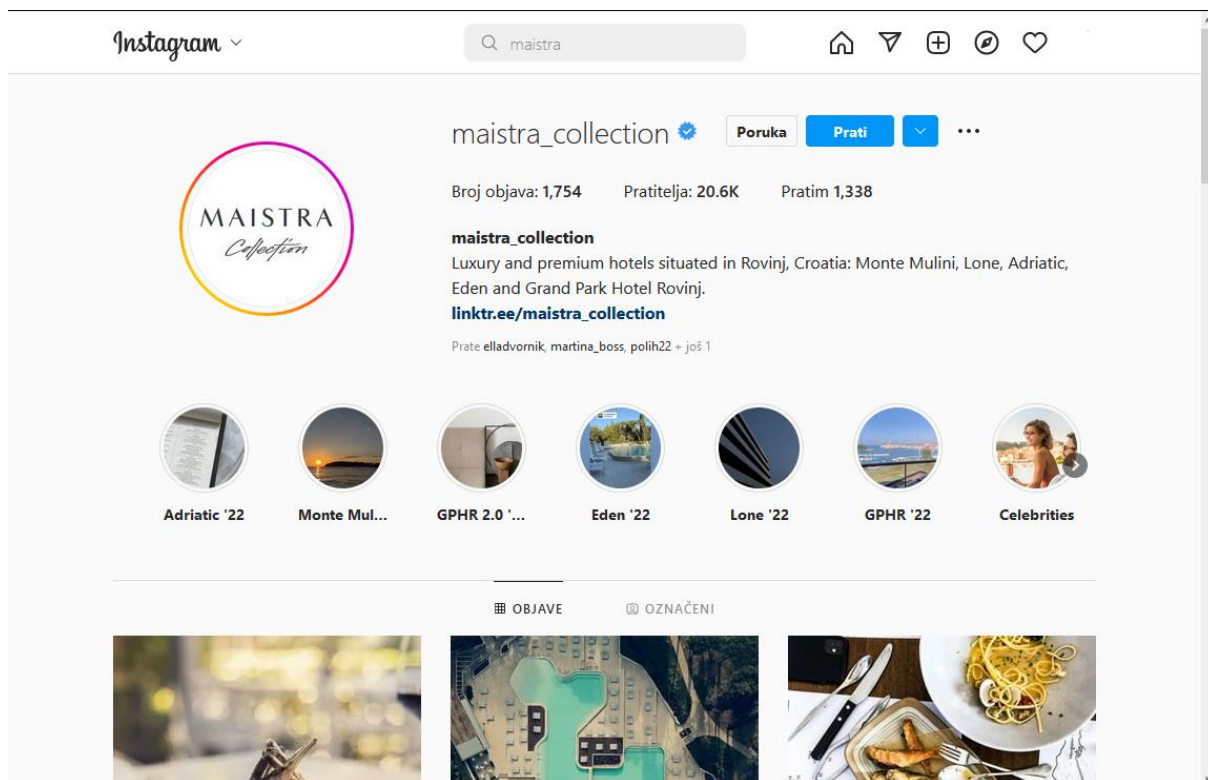 Instagram
maistra
maistra_collection
Poruka
Prati
Broj objava: 1,754 Pratitelja: 20.6K Pratim 1,338
MAISTRA
Collection
maistra_collection
Luxury and premium hotels situated in Rovinj, Croatia: Monte Mulini, Lone, Adriatic,
Eden and Grand Park Hotel Rovinj.
linktr.ee/maistra_collection
Prate elladvornik, martina_boss, polih22 + još 1
Adriatic '22 Monte Mul... GPHR 2.0 '... Eden '22 Lone '22 GPHR '22 Celebrities
OBJAVE OZNAČENI